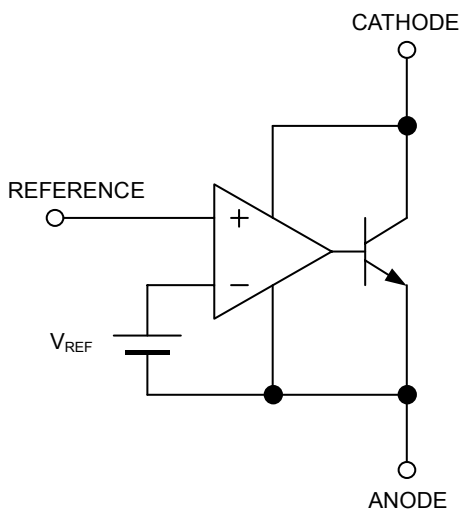 CATHODE
REFERENCE
+
−
VREF
ANODE